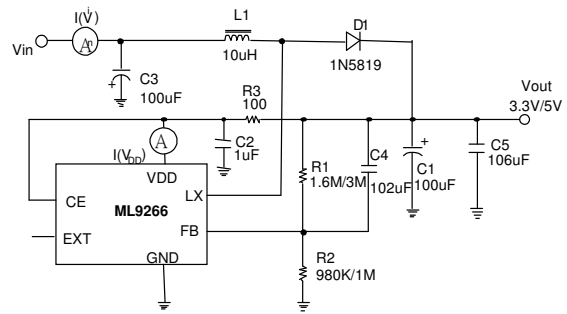 I(Vi)
L1
D1
A
Vin
10uH
1N5819
C3
+
100uF
R3
100
Vout
3.3V/5V
A
I(VDD)
C2
1uF
VDD
C4
+
C5
106uF
R1
1.6M/3M
102uF
C1
100uF
CE
LX
ML9266
FB
EXT
GND
R2
980K/1M